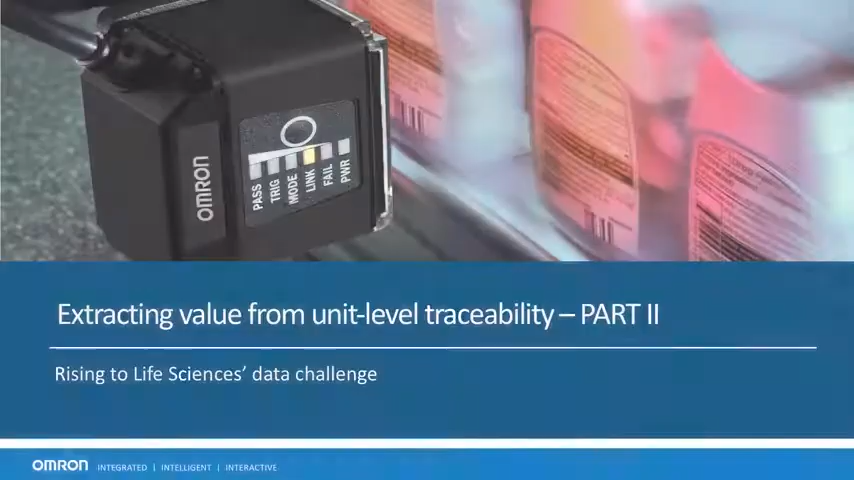 OMRON
PASS
TRIG
MODE
LINK
FAIL
PWR
Extracting value from unit-level traceability – PART II
Rising to Life Sciences’ data challenge
OMRON INTEGRATED | INTELLIGENT | INTERACTIVE